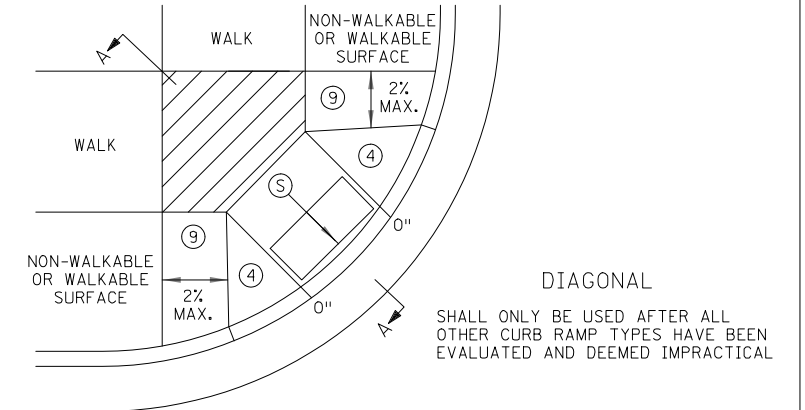 NON-WALKABLE
OR WALKABLE
SURFACE
WALK
A
9
2%
MAX.
WALK
4
S
0"
9
NON-WALKABLE
OR WALKABLE
SURFACE
2%
MAX.
4
0"
A
DIAGONAL
SHALL ONLY BE USED AFTER ALL
OTHER CURB RAMP TYPES HAVE BEEN
EVALUATED AND DEEMED IMPRACTICAL